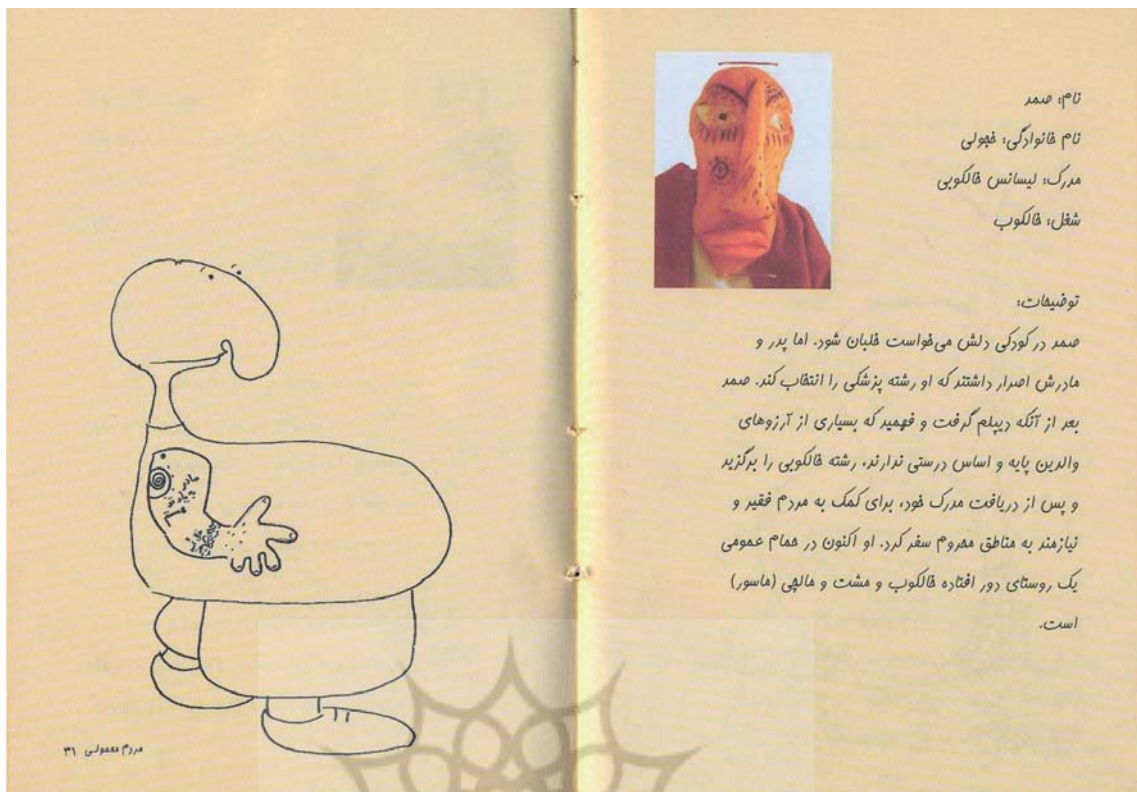 نام: صمد
نام خانوادگی: خجولی
مدرک: لیسانس خالکوبی
شغل: خالکوب
توضیحات:
صمد در کودکی دلش می‌خواست خلبان شود. اما پدر و
مادرش اصرار داشتند که او رشته پزشکی را انتخاب کند. صمد
بعد از آنکه دیپلم گرفت و فهمید که بسیاری از آرزوهای
والدین پایه و اساس درستی ندارند، رشته خالکوبی را برگزید
و پس از دریافت مدرک خود، برای کمک به مردم فقیر و
نیازمند به مناطق محروم سفر کرد. او اکنون در حمام عمومی
یک روستای دور افتاده خالکوب و مشت و مالچی (ماسور)
است.
مردم معمولی ۳۱